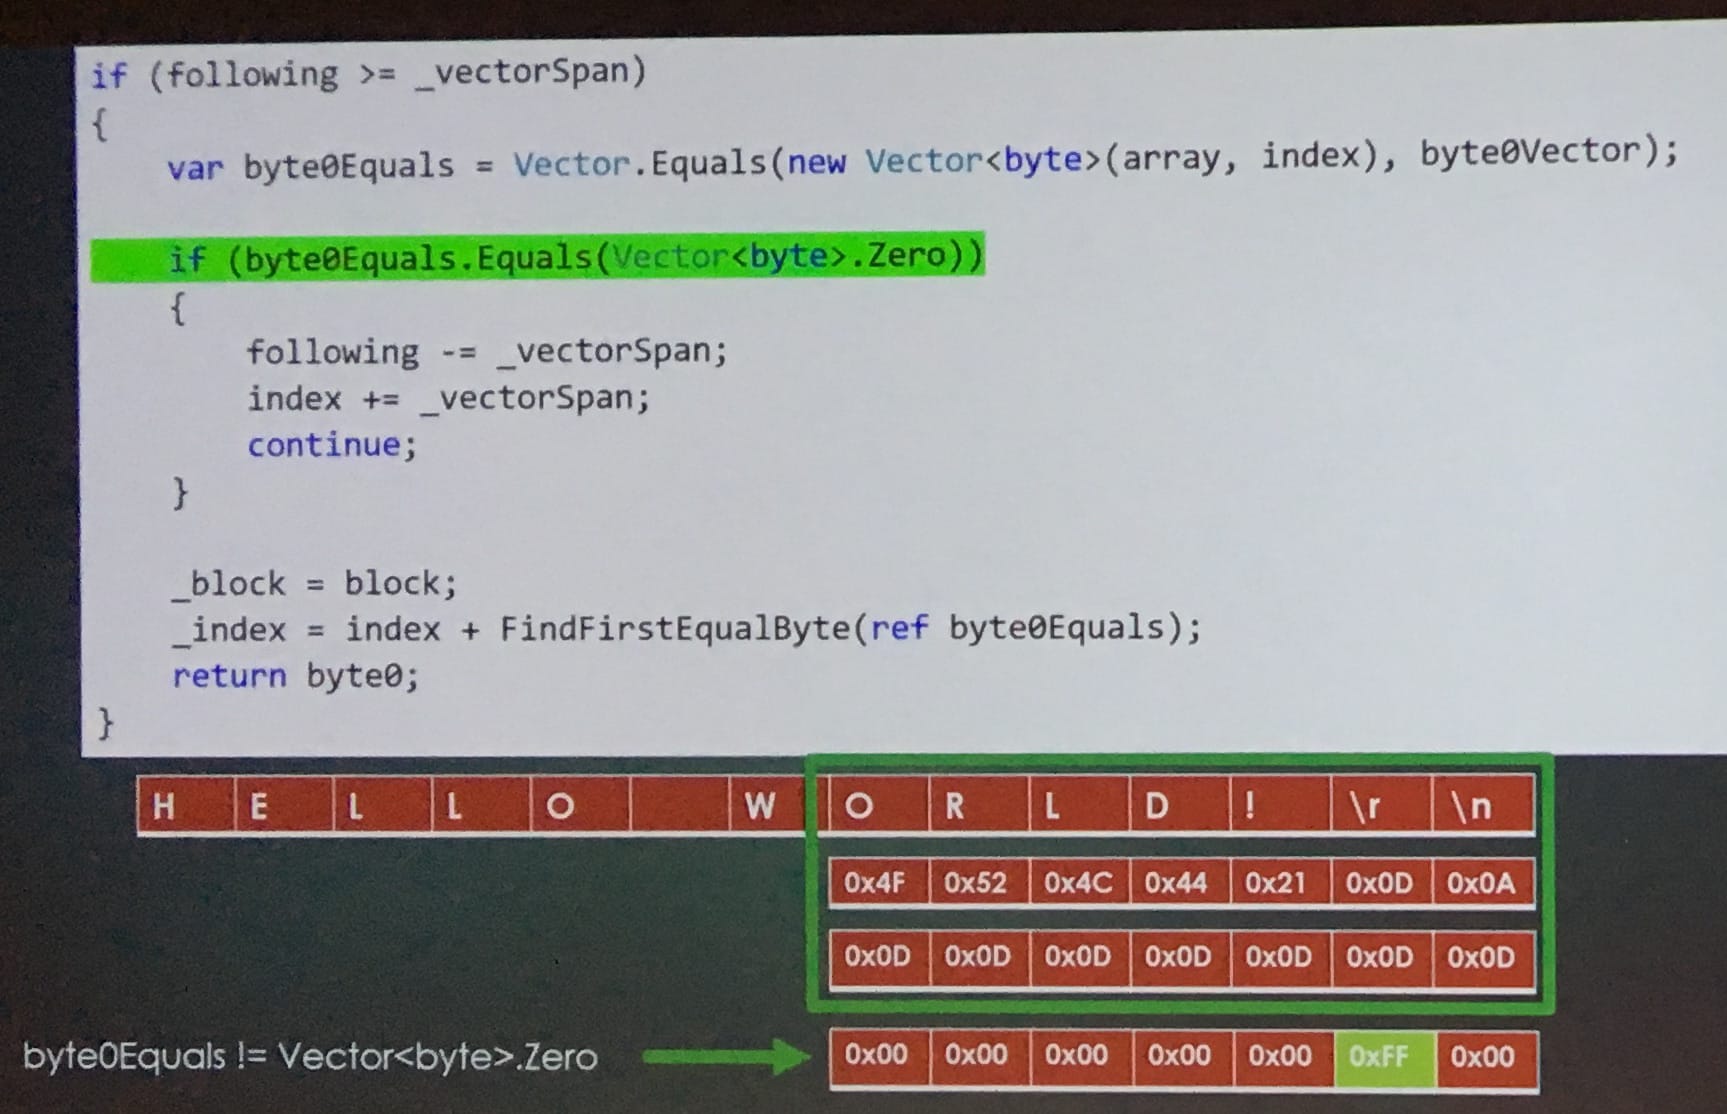 if (following >= _vectorSpan)
{
    var byte0Equals = Vector.Equals(new Vector<byte>(array, index), byte0Vector);

    if (byte0Equals.Equals(Vector<byte>.Zero))
    {
        following -= _vectorSpan;
        index += _vectorSpan;
        continue;
    }

    _block = block;
    _index = index + FindFirstEqualByte(ref byte0Equals);
    return byte0;
}
H E L L O W O R L D ! \r \n
0x4F 0x52 0x4C 0x44 0x21 0x0D 0x0A
0x0D 0x0D 0x0D 0x0D 0x0D 0x0D 0x0D
byte0Equals != Vector<byte>.Zero 0x00 0x00 0x00 0x00 0x00 0xFF 0x00